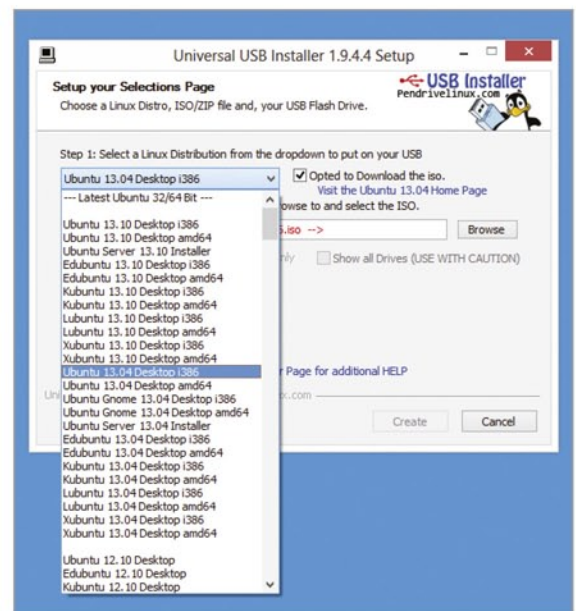 Universal USB Installer 1.9.4.4 Setup
Setup your Selections Page
Choose a Linux Distro, ISO/ZIP file and, your USB Flash Drive.
USB Installer
Pendrivelinux.com
Step 1: Select a Linux Distribution from the dropdown to put on your USB
Ubuntu 13.04 Desktop i386
Opted to Download the iso.
Visit the Ubuntu 13.04 Home Page
owse to and select the ISO.
.iso -->
Browse
nly
Show all Drives (USE WITH CAUTION)
r Page for additional HELP
Un
x.com
Create
Cancel
--- Latest Ubuntu 32/64 Bit ---
Ubuntu 13.10 Desktop i386
Ubuntu 13.10 Desktop amd64
Ubuntu Server 13.10 Installer
Edubuntu 13.10 Desktop i386
Edubuntu 13.10 Desktop amd64
Kubuntu 13.10 Desktop i386
Kubuntu 13.10 Desktop amd64
Lubuntu 13.10 Desktop i386
Lubuntu 13.10 Desktop amd64
Xubuntu 13.10 Desktop i386
Xubuntu 13.10 Desktop amd64
Ubuntu 13.04 Desktop i386
Ubuntu 13.04 Desktop amd64
Ubuntu Gnome 13.04 Desktop i386
Ubuntu Gnome 13.04 Desktop amd64
Ubuntu Server 13.04 Installer
Edubuntu 13.04 Desktop i386
Edubuntu 13.04 Desktop amd64
Kubuntu 13.04 Desktop i386
Kubuntu 13.04 Desktop amd64
Lubuntu 13.04 Desktop i386
Lubuntu 13.04 Desktop amd64
Xubuntu 13.04 Desktop i386
Xubuntu 13.04 Desktop amd64
Ubuntu 12.10 Desktop
Edubuntu 12.10 Desktop
Kubuntu 12.10 Desktop